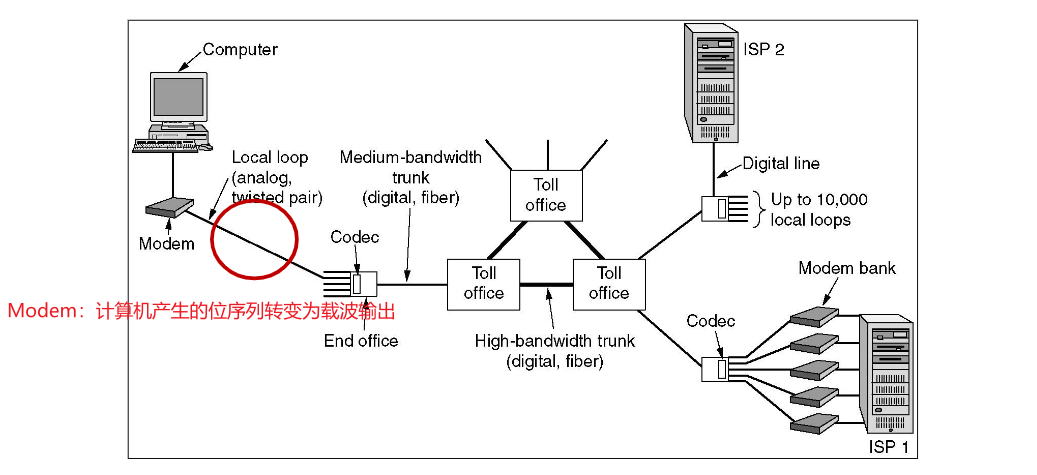 Computer
ISP 2
Local loop
(analog,
twisted pair)
Medium-bandwidth
trunk
(digital, fiber)
Toll
office
Digital line
Up to 10,000
local loops
Modem
Codec
Toll
office
Toll
office
Modem bank
Modem：计算机产生的位序列转变为载波输出
End office
High-bandwidth trunk
(digital, fiber)
Codec
ISP 1